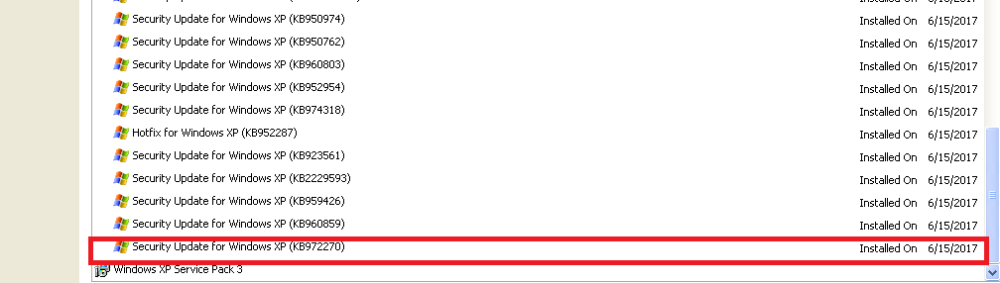 Security Update for Windows XP (KB950974) Installed On 6/15/2017
Security Update for Windows XP (KB950762) Installed On 6/15/2017
Security Update for Windows XP (KB960803) Installed On 6/15/2017
Security Update for Windows XP (KB952954) Installed On 6/15/2017
Security Update for Windows XP (KB974318) Installed On 6/15/2017
Hotfix for Windows XP (KB952287) Installed On 6/15/2017
Security Update for Windows XP (KB923561) Installed On 6/15/2017
Security Update for Windows XP (KB2229593) Installed On 6/15/2017
Security Update for Windows XP (KB959426) Installed On 6/15/2017
Security Update for Windows XP (KB960859) Installed On 6/15/2017
Security Update for Windows XP (KB972270) Installed On 6/15/2017
Windows XP Service Pack 3